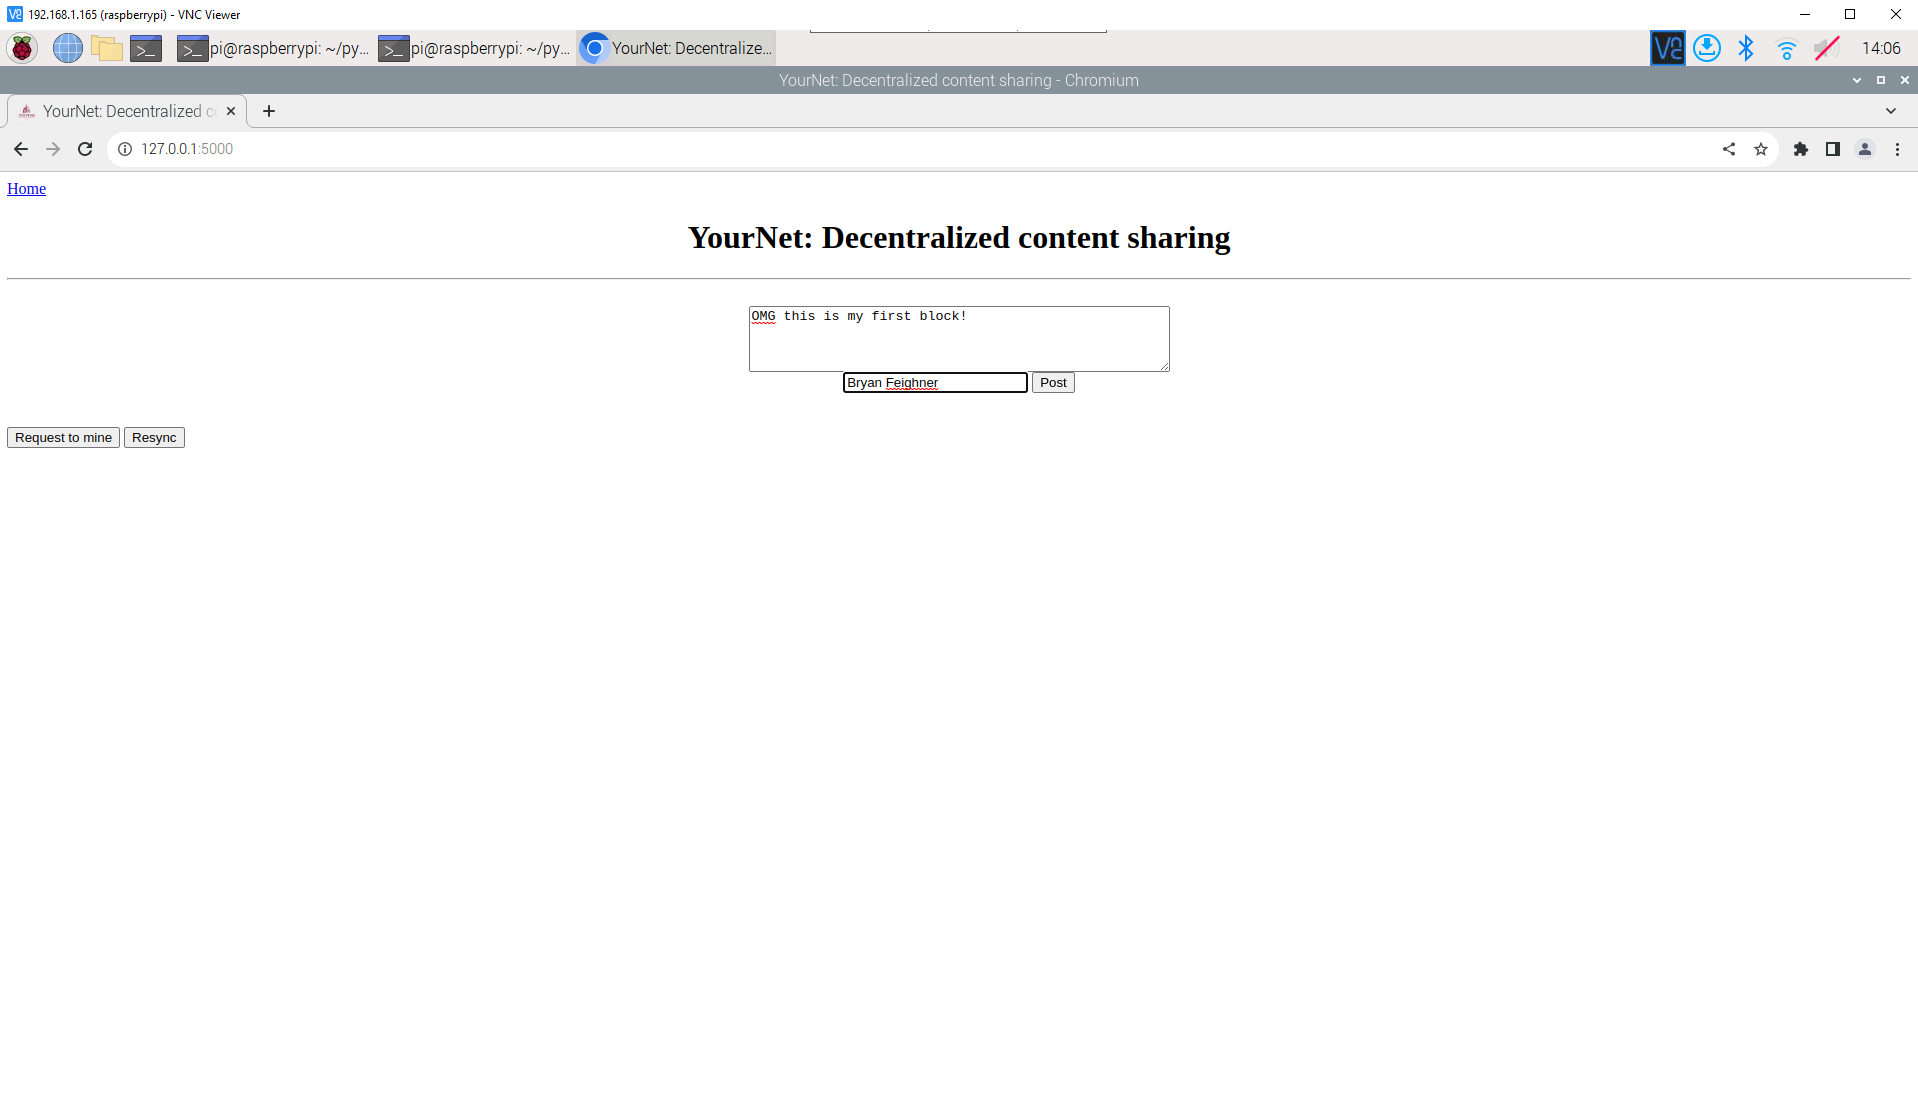 192.168.1.165 (raspberrypi) - VNC Viewer
pi@raspberrypi: ~/py... pi@raspberrypi: ~/py... YourNet: Decentralize... 14:06
YourNet: Decentralized content sharing - Chromium
YourNet: Decentralized co
127.0.0.1:5000
Home
YourNet: Decentralized content sharing
OMG this is my first block!
Bryan Feighner Post
Request to mine Resync